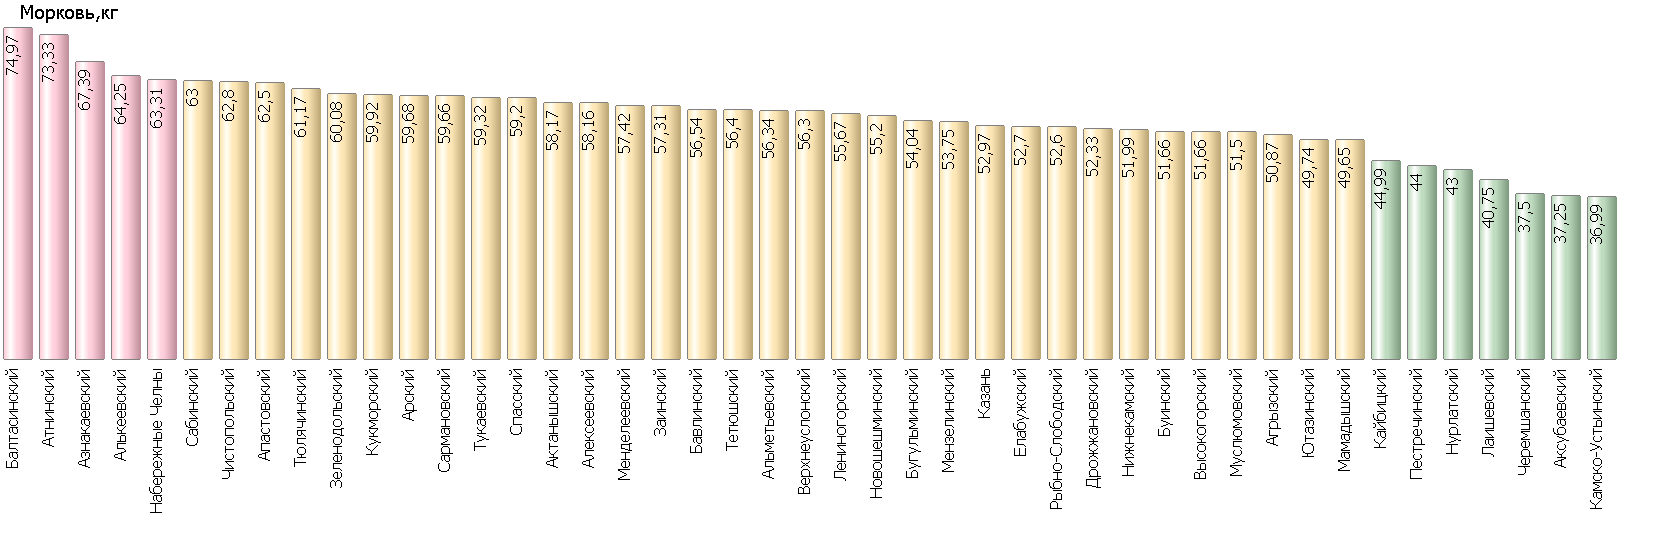 Морковь,кг
74,97
73,33
67,39
64,25
63,31
63
62,8
62,5
61,17
60,08
59,92
59,68
59,66
59,32
59,2
58,17
58,16
57,42
57,31
56,54
56,4
56,34
56,3
55,67
55,2
54,04
53,75
52,97
52,7
52,6
52,33
51,99
51,66
51,66
51,5
50,87
49,74
49,65
44,99
44
43
40,75
37,5
37,25
36,99
Балтасинский
Атнинский
Азнакаевский
Алькеевский
Набережные Челны
Сабинский
Чистопольский
Апастовский
Тюлячинский
Зеленодольский
Кукморский
Арский
Сармановский
Тукаевский
Спасский
Актанышский
Алексеевский
Менделеевский
Заинский
Бавлинский
Тетюшский
Альметьевский
Верхнеуслонский
Лениногорский
Новошешминский
Бугульминский
Мензелинский
Казань
Елабужский
Рыбно-Слободский
Дрожжановский
Нижнекамский
Буинский
Высокогорский
Муслюмовский
Агрызский
Ютазинский
Мамадышский
Кайбицкий
Пестречинский
Нурлатский
Лаишевский
Черемшанский
Аксубаевский
Камско-Устьинский